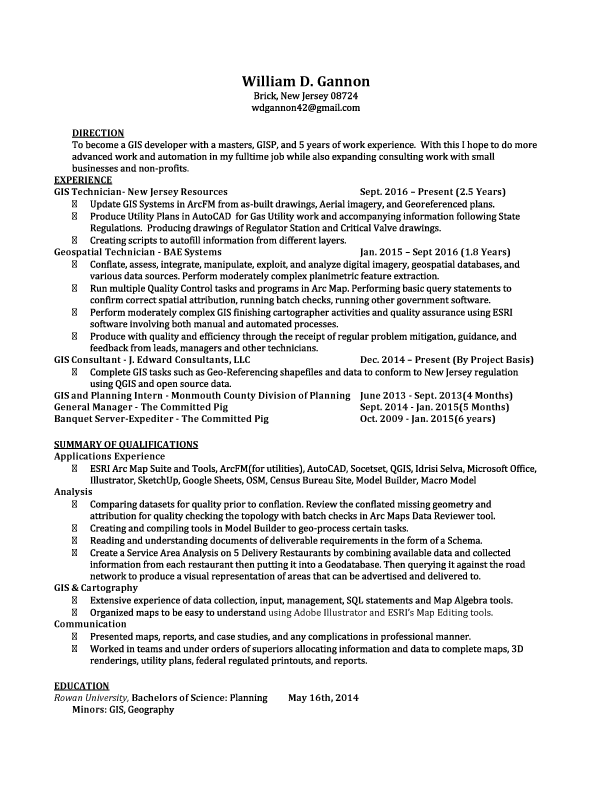 William D. Gannon
Brick, New Jersey 08724
wdgannon42@gmail.com
DIRECTION
To become a GIS developer with a masters, GISP, and 5 years of work experience. With this I hope to do more
advanced work and automation in my fulltime job while also expanding consulting work with small
businesses and non-profits.
EXPERIENCE
GIS Technician- New Jersey Resources Sept. 2016 – Present (2.5 Years)
Update GIS Systems in ArcFM from as-built drawings, Aerial imagery, and Georeferenced plans.
Produce Utility Plans in AutoCAD for Gas Utility work and accompanying information following State
Regulations. Producing drawings of Regulator Station and Critical Valve drawings.
Creating scripts to autofill information from different layers.
Geospatial Technician - BAE Systems Jan. 2015 – Sept 2016 (1.8 Years)
Conflate, assess, integrate, manipulate, exploit, and analyze digital imagery, geospatial databases, and
various data sources. Perform moderately complex planimetric feature extraction.
Run multiple Quality Control tasks and programs in Arc Map. Performing basic query statements to
confirm correct spatial attribution, running batch checks, running other government software.
Perform moderately complex GIS finishing cartographer activities and quality assurance using ESRI
software involving both manual and automated processes.
Produce with quality and efficiency through the receipt of regular problem mitigation, guidance, and
feedback from leads, managers and other technicians.
GIS Consultant - J. Edward Consultants, LLC Dec. 2014 – Present (By Project Basis)
Complete GIS tasks such as Geo-Referencing shapefiles and data to conform to New Jersey regulation
using QGIS and open source data.
GIS and Planning Intern - Monmouth County Division of Planning June 2013 - Sept. 2013(4 Months)
General Manager - The Committed Pig Sept. 2014 - Jan. 2015(5 Months)
Banquet Server-Expediter - The Committed Pig Oct. 2009 - Jan. 2015(6 years)
SUMMARY OF QUALIFICATIONS
Applications Experience
ESRI Arc Map Suite and Tools, ArcFM(for utilities), AutoCAD, Socetset, QGIS, Idrisi Selva, Microsoft Office,
Illustrator, SketchUp, Google Sheets, OSM, Census Bureau Site, Model Builder, Macro Model
Analysis
Comparing datasets for quality prior to conflation. Review the conflated missing geometry and
attribution for quality checking the topology with batch checks in Arc Maps Data Reviewer tool.
Creating and compiling tools in Model Builder to geo-process certain tasks.
Reading and understanding documents of deliverable requirements in the form of a Schema.
Create a Service Area Analysis on 5 Delivery Restaurants by combining available data and collected
information from each restaurant then putting it into a Geodatabase. Then querying it against the road
network to produce a visual representation of areas that can be advertised and delivered to.
GIS & Cartography
Extensive experience of data collection, input, management, SQL statements and Map Algebra tools.
Organized maps to be easy to understand using Adobe Illustrator and ESRI's Map Editing tools.
Communication
Presented maps, reports, and case studies, and any complications in professional manner.
Worked in teams and under orders of superiors allocating information and data to complete maps, 3D
renderings, utility plans, federal regulated printouts, and reports.
EDUCATION
Rowan University, Bachelors of Science: Planning May 16th, 2014
Minors: GIS, Geography